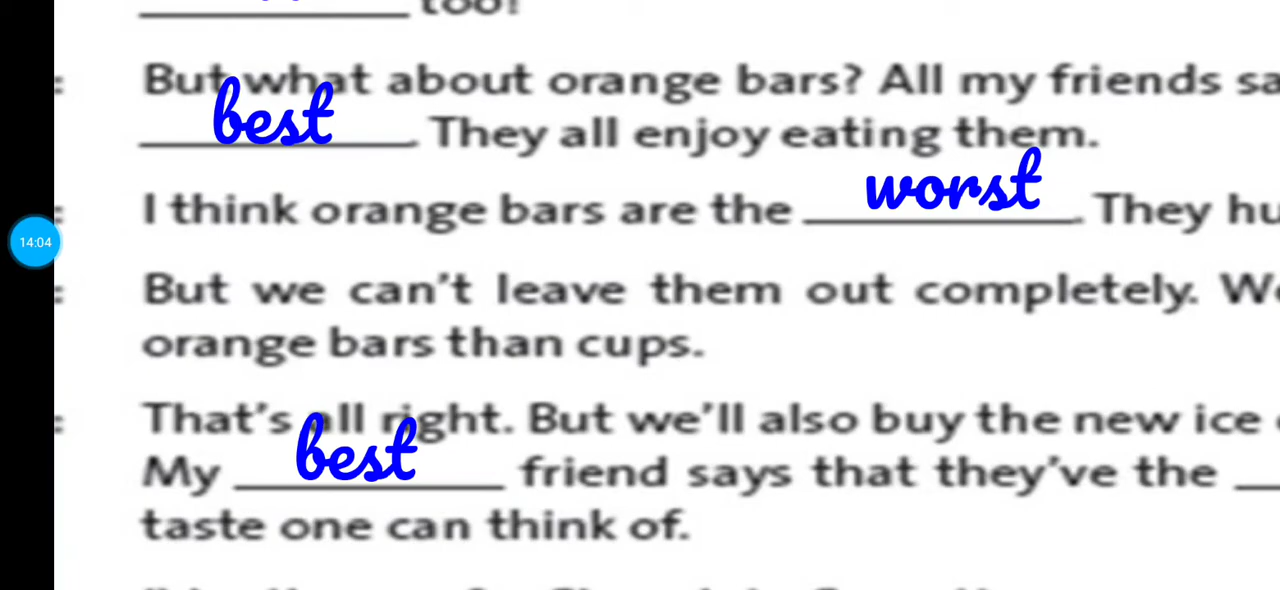 too!
: But what about orange bars? All my friends sa
best. They all enjoy eating them.
: I think orange bars are the worst. They hu
14:04
: But we can't leave them out completely. We
orange bars than cups.
: That's all right. But we'll also buy the new ice
My best friend says that they've the
taste one can think of.